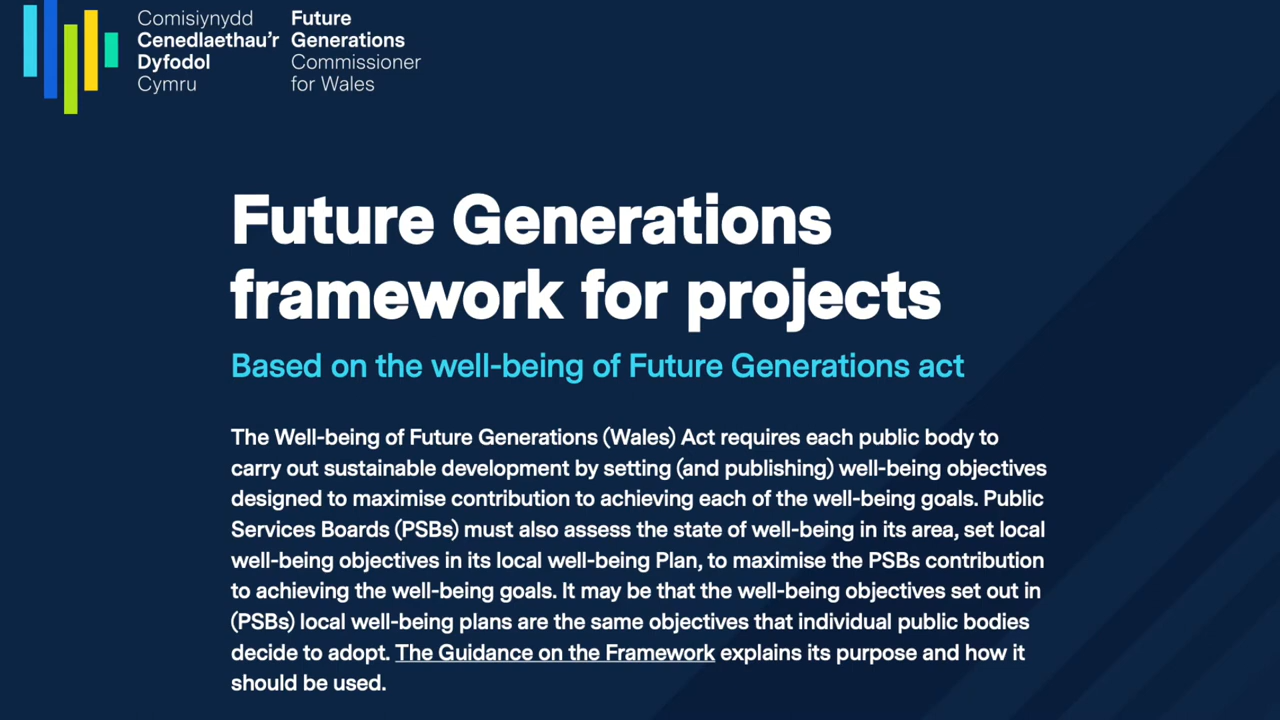 Comisiynydd
Cenedlaethau'r
Dyfodol
Cymru
Future
Generations
Commissioner
for Wales
Future Generations
framework for projects
Based on the well-being of Future Generations act
The Well-being of Future Generations (Wales) Act requires each public body to
carry out sustainable development by setting (and publishing) well-being objectives
designed to maximise contribution to achieving each of the well-being goals. Public
Services Boards (PSBs) must also assess the state of well-being in its area, set local
well-being objectives in its local well-being Plan, to maximise the PSBs contribution
to achieving the well-being goals. It may be that the well-being objectives set out in
(PSBs) local well-being plans are the same objectives that individual public bodies
decide to adopt. The Guidance on the Framework explains its purpose and how it
should be used.